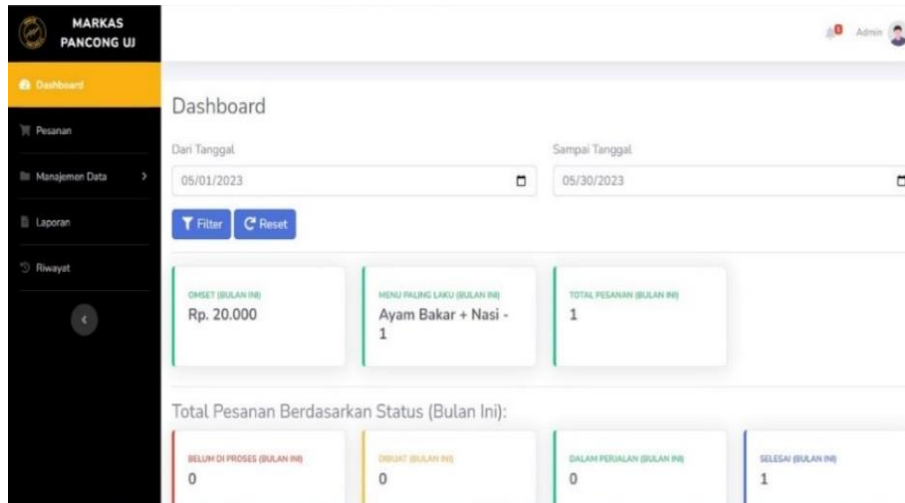 MARKAS
PANCONG UJ
Admin
Dashboard
Pesanan
Manajemen Data
Laporan
Riwayat
Dashboard
Dari Tanggal
Sampai Tanggal
05/01/2023
05/30/2023
Filter
Reset
OMSET (BULAN INI)
Rp. 20.000
MENU PALING LAKU (BULAN INI)
Ayam Bakar + Nasi -
1
TOTAL PESANAN (BULAN INI)
1
Total Pesanan Berdasarkan Status (Bulan Ini):
BELUM DI PROSES (BULAN INI)
0
DIBUAT (BULAN INI)
0
DALAM PERJALAN (BULAN INI)
0
SELESAI (BULAN INI)
1